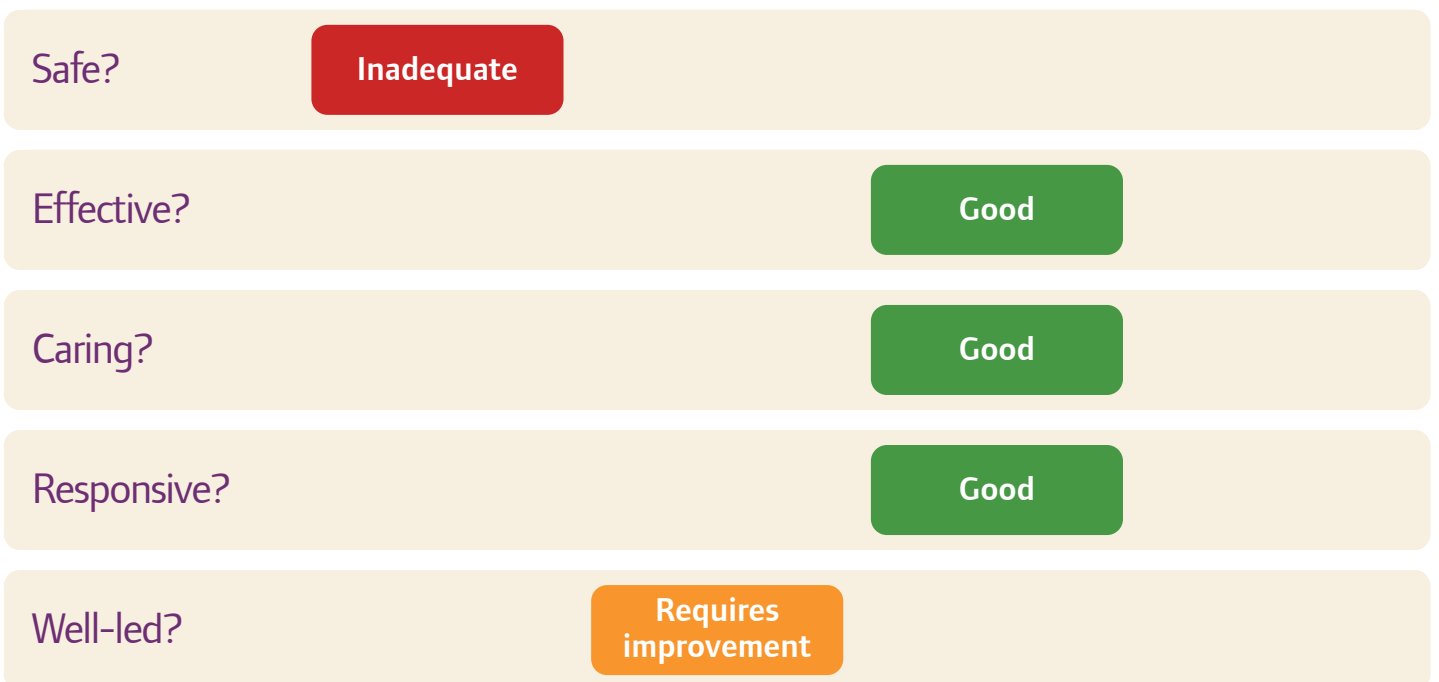 Safe?
Inadequate
Effective?
Good
Caring?
Good
Responsive?
Good
Well-led?
Requires
improvement